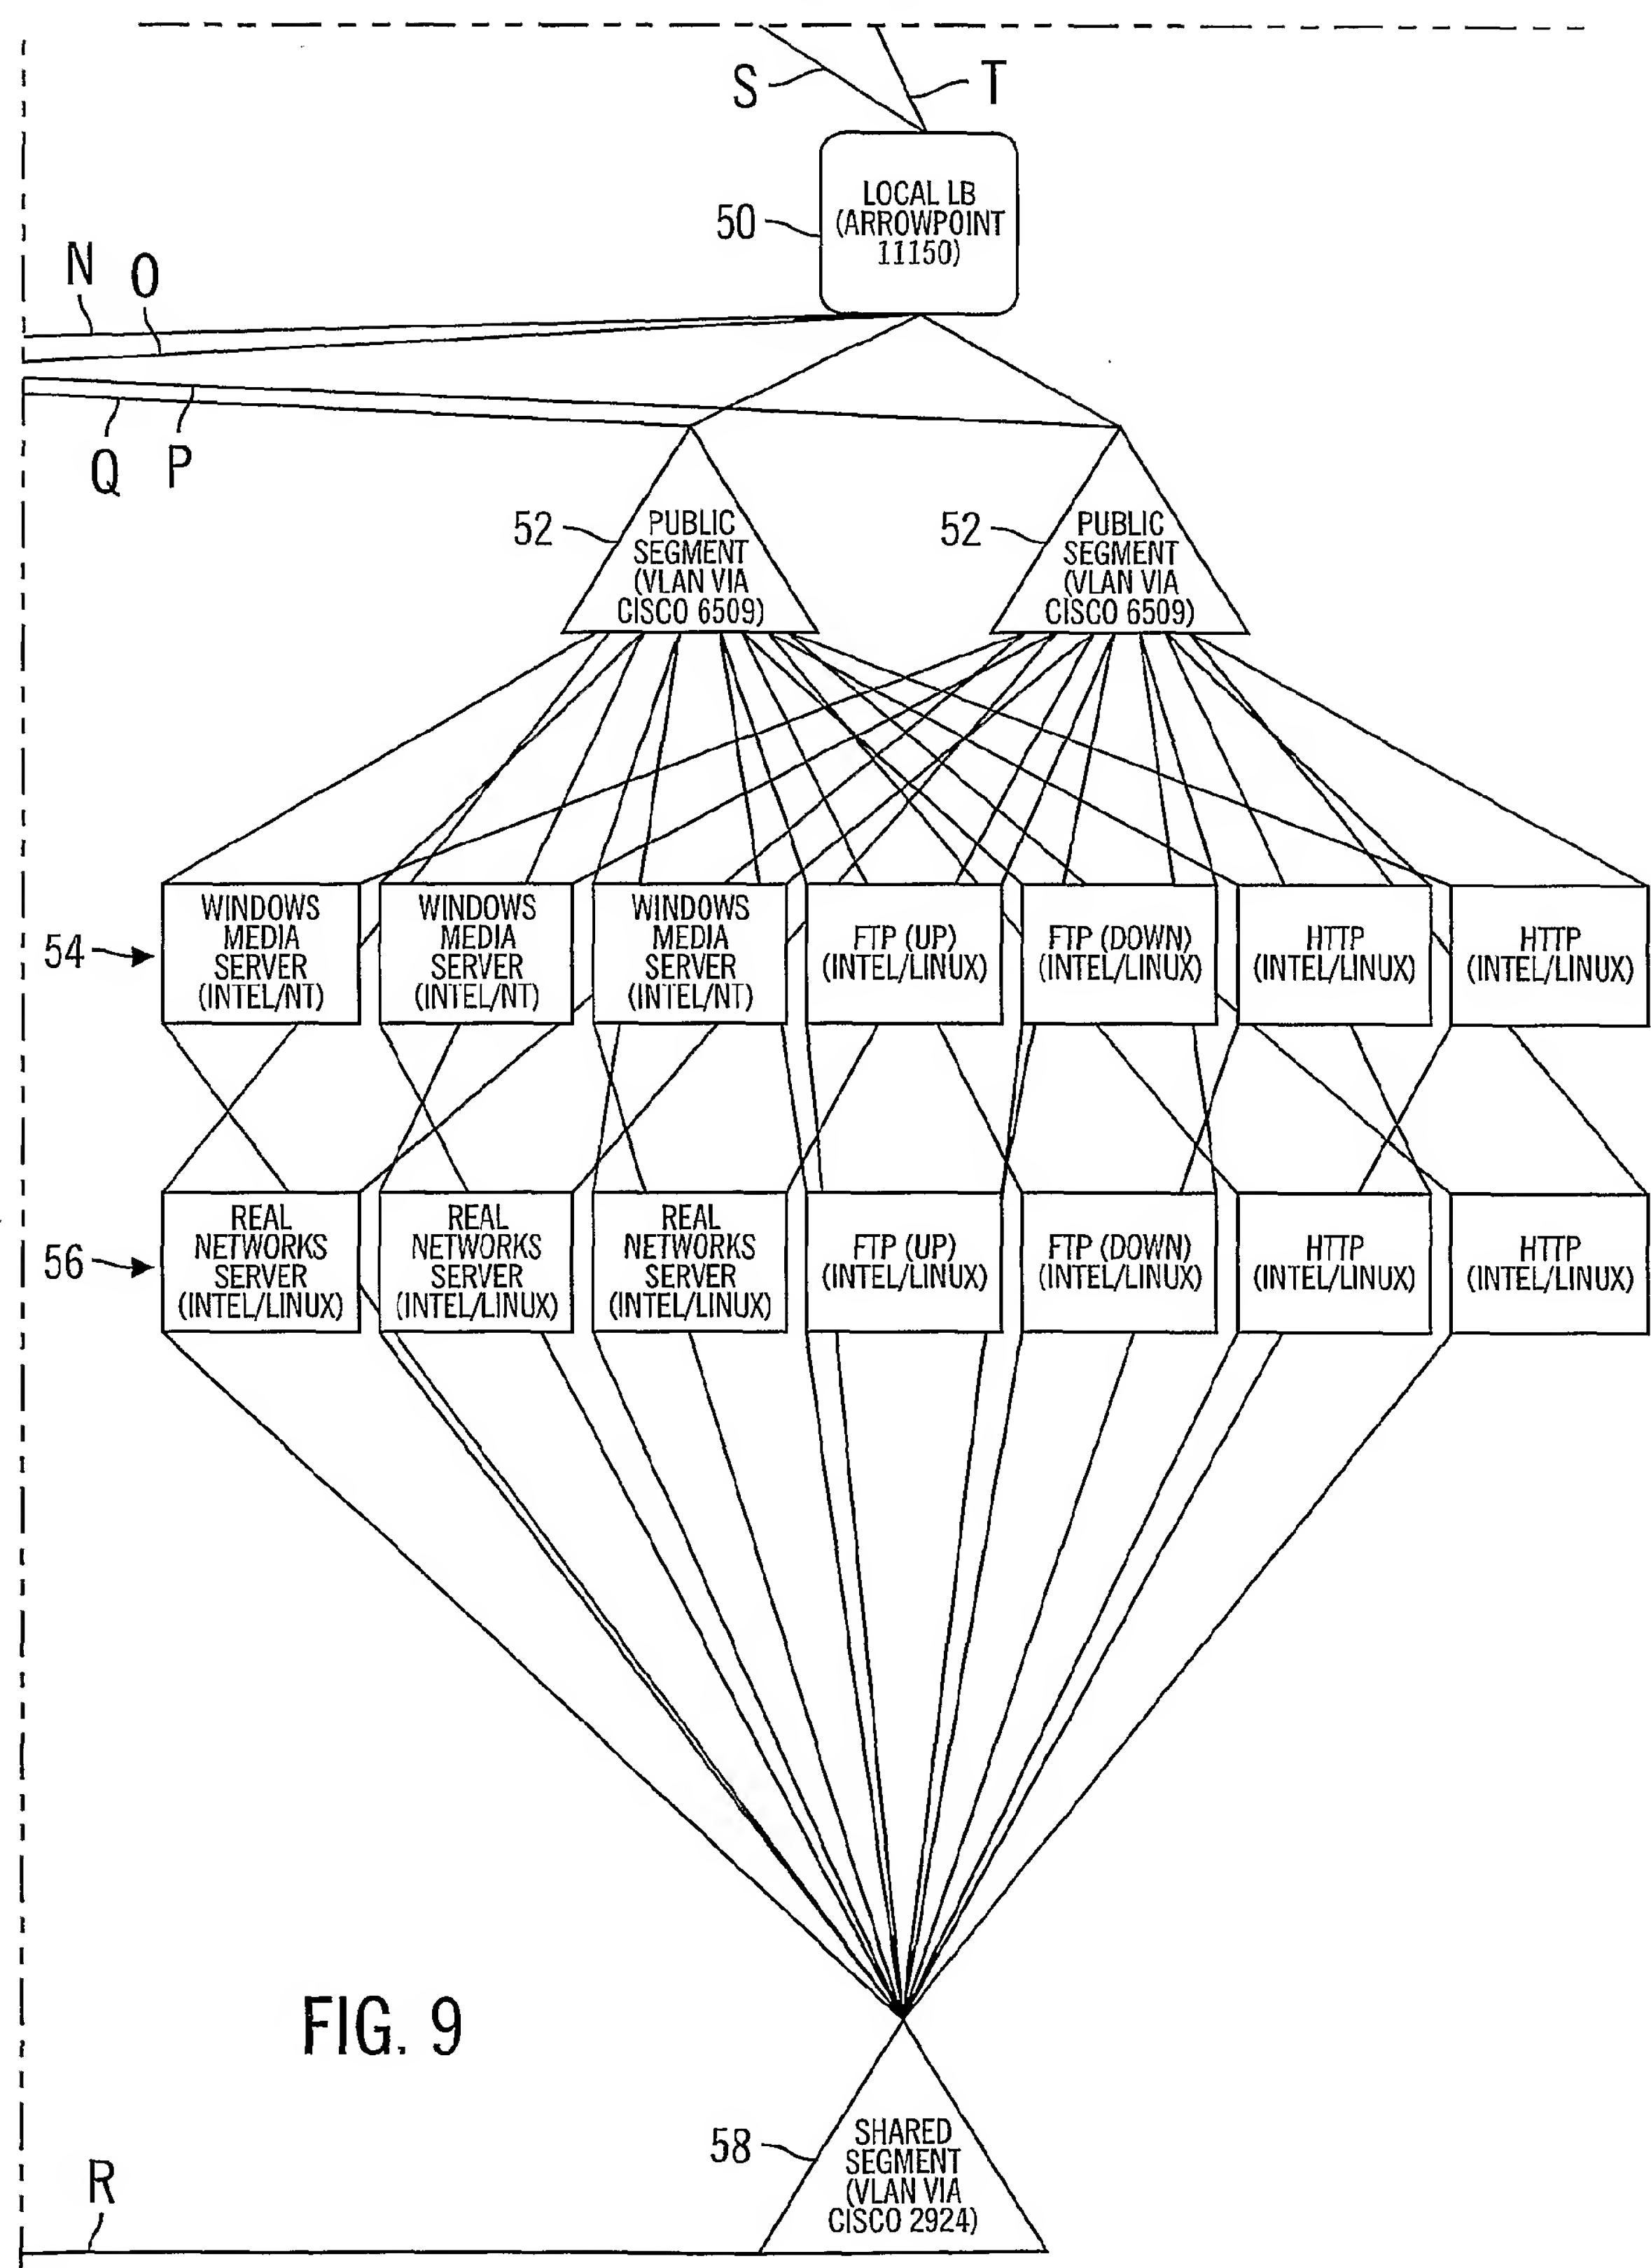 S
T
LOCAL LB
(ARROWPOINT
11150)
50
N
O
Q
P
52
PUBLIC
SEGMENT
(VLAN VIA
CISCO 6509)
52
PUBLIC
SEGMENT
(VLAN VIA
CISCO 6509)
54
WINDOWS
MEDIA
SERVER
(INTEL/NT)
WINDOWS
MEDIA
SERVER
(INTEL/NT)
WINDOWS
MEDIA
SERVER
(INTEL/NT)
FTP (UP)
(INTEL/LINUX)
FTP (DOWN)
(INTEL/LINUX)
HTTP
(INTEL/LINUX)
HTTP
(INTEL/LINUX)
56
REAL
NETWORKS
SERVER
(INTEL/LINUX)
REAL
NETWORKS
SERVER
(INTEL/LINUX)
REAL
NETWORKS
SERVER
(INTEL/LINUX)
FTP (UP)
(INTEL/LINUX)
FTP (DOWN)
(INTEL/LINUX)
HTTP
(INTEL/LINUX)
HTTP
(INTEL/LINUX)
FIG. 9
58
SHARED
SEGMENT
(VLAN VIA
CISCO 2924)
R